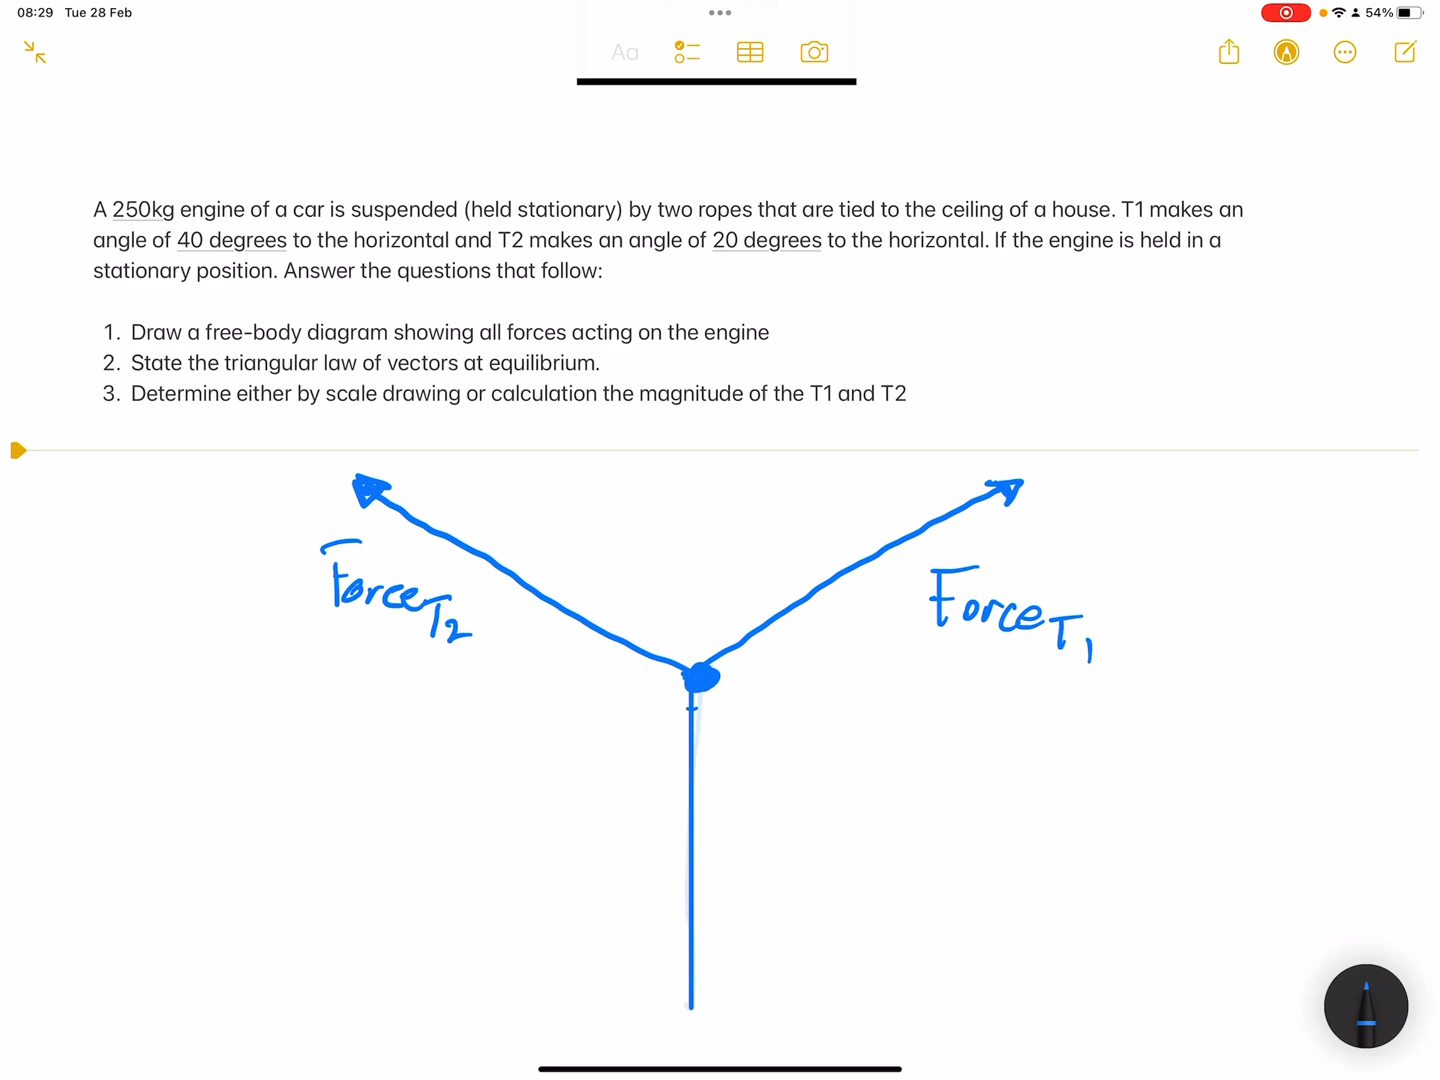 08:29 Tue 28 Feb
54%
Aa
A 250kg engine of a car is suspended (held stationary) by two ropes that are tied to the ceiling of a house. T1 makes an
angle of 40 degrees to the horizontal and T2 makes an angle of 20 degrees to the horizontal. If the engine is held in a
stationary position. Answer the questions that follow:
1. Draw a free-body diagram showing all forces acting on the engine
2. State the triangular law of vectors at equilibrium.
3. Determine either by scale drawing or calculation the magnitude of the T1 and T2
Force T2
Force T1